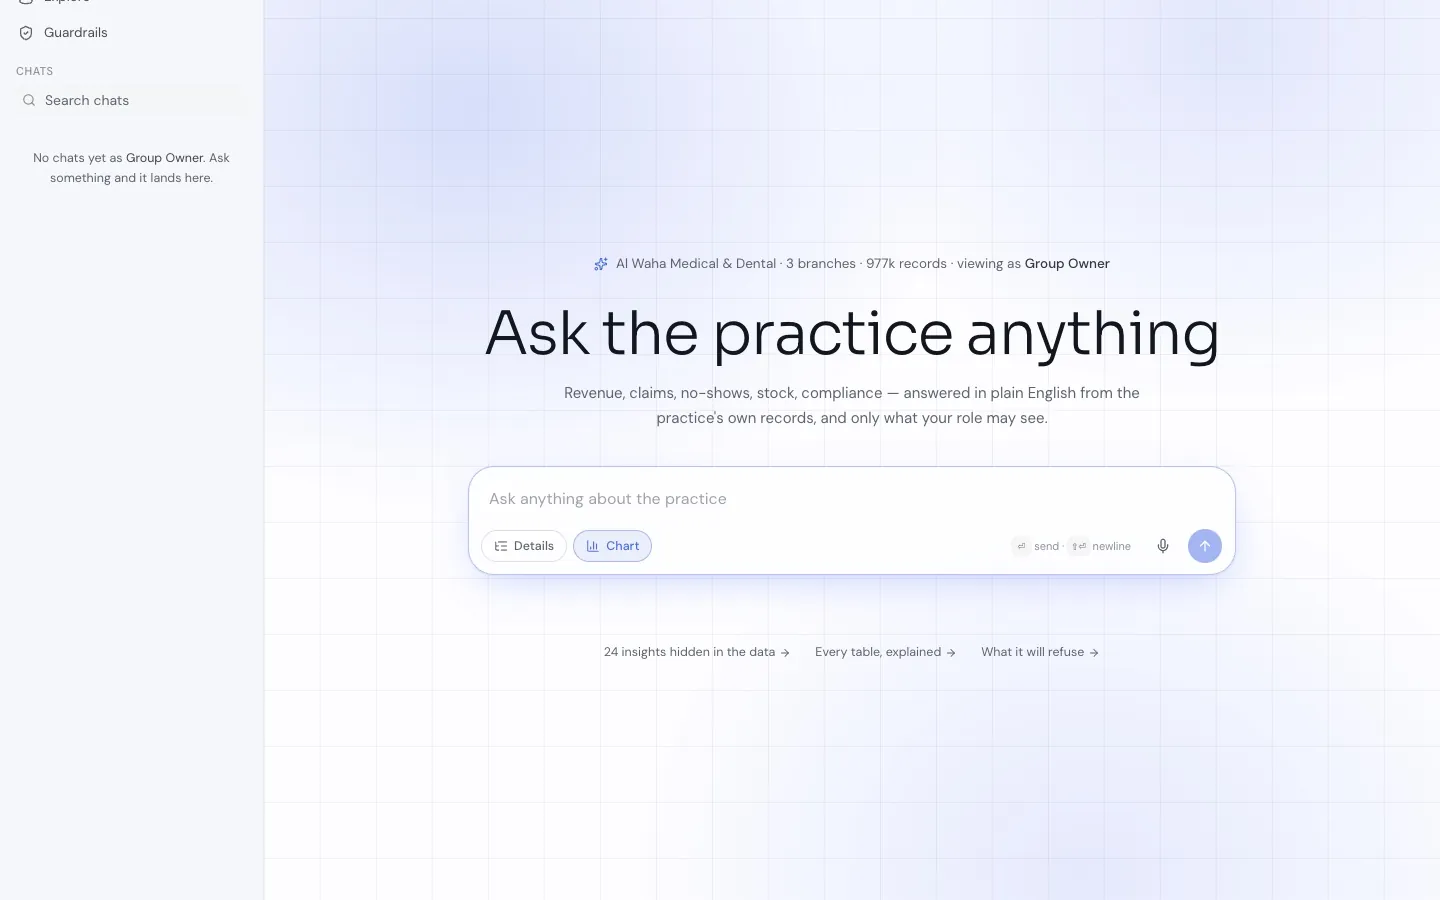 Explore
Guardrails
CHATS
Search chats
No chats yet as Group Owner. Ask
something and it lands here.
Al Waha Medical & Dental · 3 branches · 977k records · viewing as Group Owner
Ask the practice anything
Revenue, claims, no-shows, stock, compliance — answered in plain English from the
practice's own records, and only what your role may see.
Ask anything about the practice
Details
Chart
⏎ send · ⇧⏎ newline
24 insights hidden in the data →
Every table, explained →
What it will refuse →